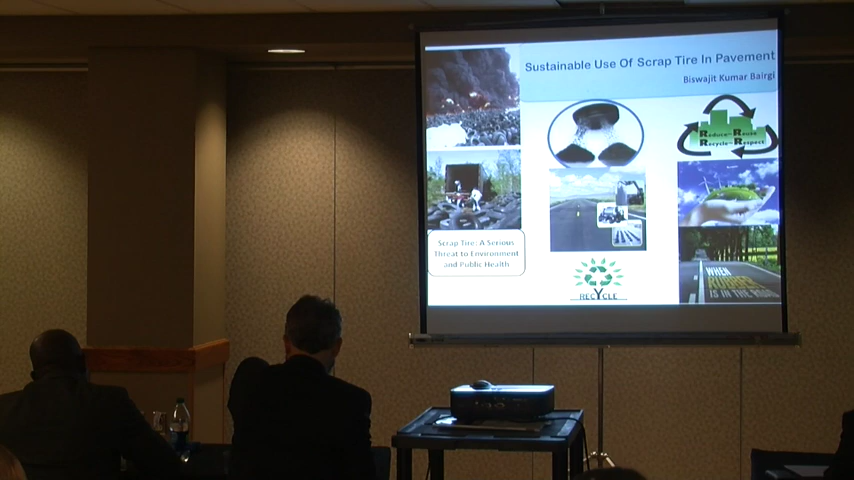 Sustainable Use Of Scrap Tire In Pavement
Biswajit Kumar Bairgi
Reduce – Reuse
Recycle – Respect
Scrap Tire: A Serious
Threat to Environment
and Public Health
WHEN
RUBBER
IS IN THE ROAD
RECYCLE